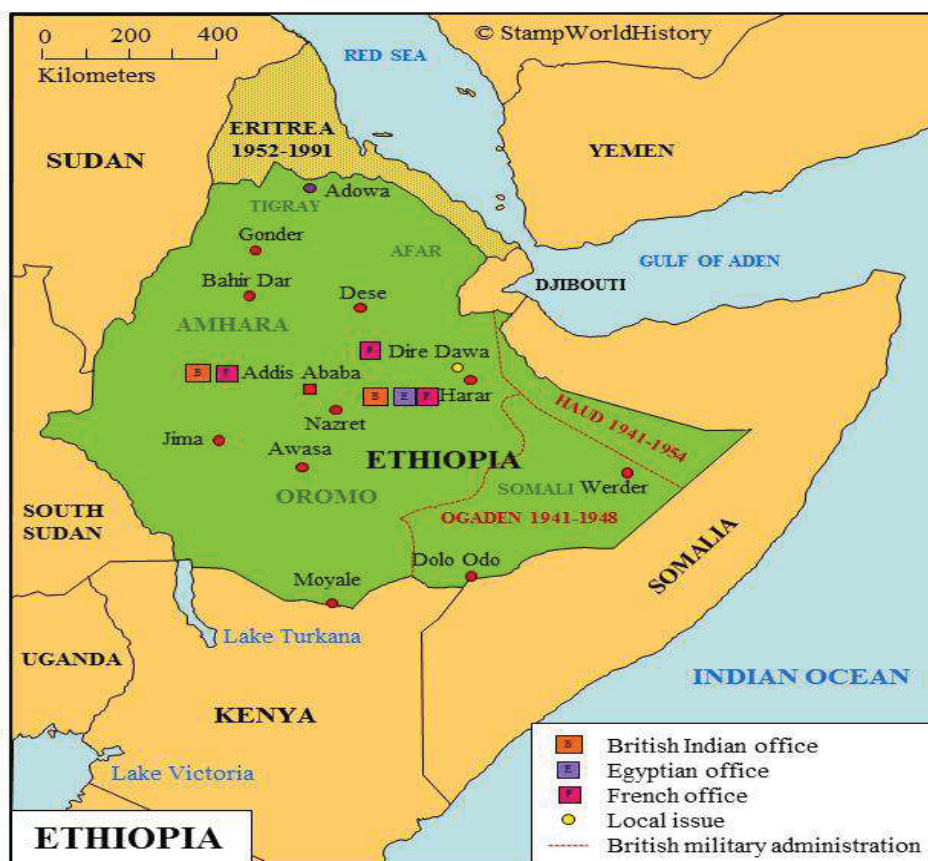 0 200 400
Kilometers
© StampWorldHistory
RED SEA
ERITREA
1952-1991
SUDAN
YEMEN
Adowa
TIGRAY
Gonder
AFAR
GULF OF ADEN
Bahir Dar
DJIBOUTI
Dese
AMHARA
F
Dire Dawa
B F Addis Ababa
B E F Harar
Nazret
HAUD 1941-1954
Jima
Awasa
ETHIOPIA
OROMO
SOMALI Werder
SOUTH
SUDAN
OGADEN 1941-1948
SOMALIA
Dolo Odo
Moyale
Lake Turkana
UGANDA
INDIAN OCEAN
KENYA
Lake Victoria
B British Indian office
E Egyptian office
F French office
Local issue
British military administration
ETHIOPIA